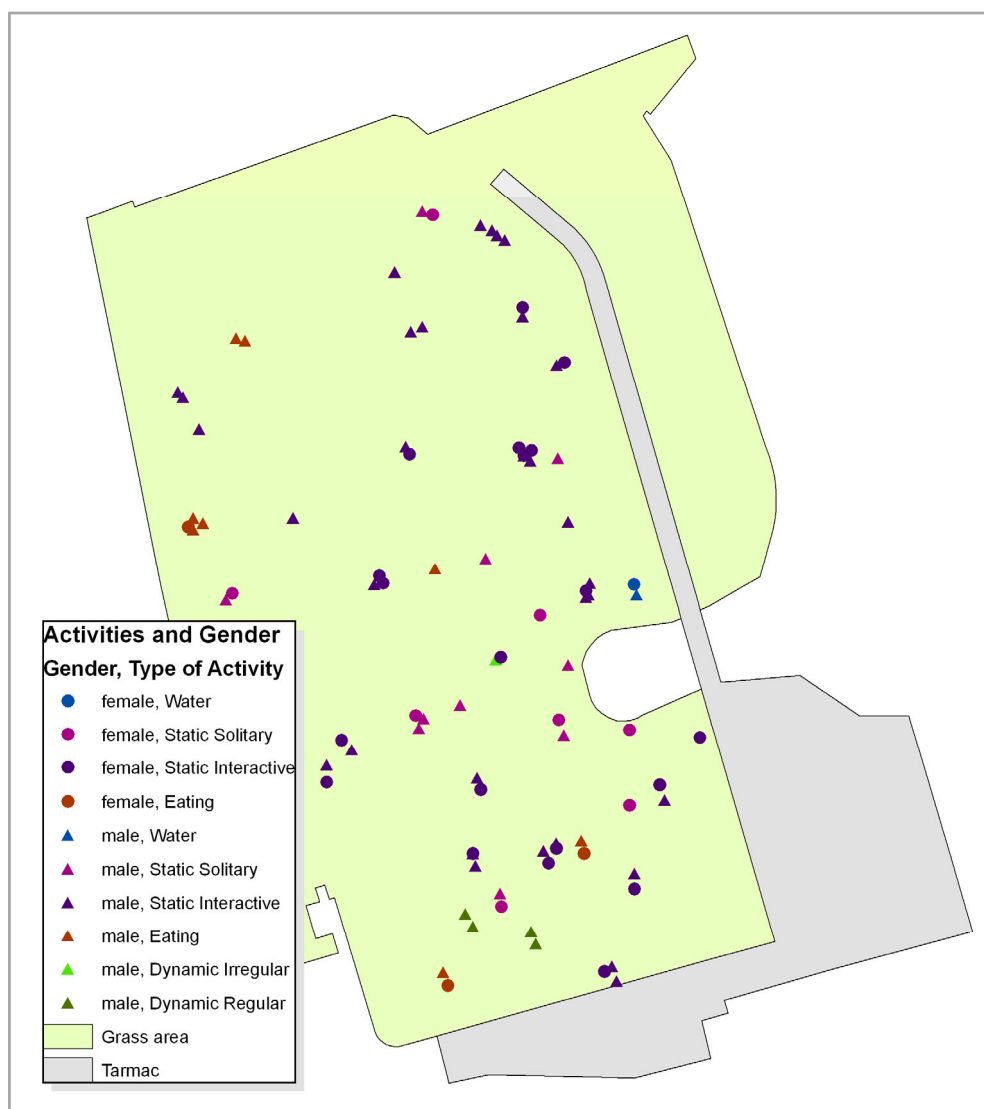 Activities and Gender
Gender, Type of Activity
female, Water
female, Static Solitary
female, Static Interactive
female, Eating
male, Water
male, Static Solitary
male, Static Interactive
male, Eating
male, Dynamic Irregular
male, Dynamic Regular
Grass area
Tarmac